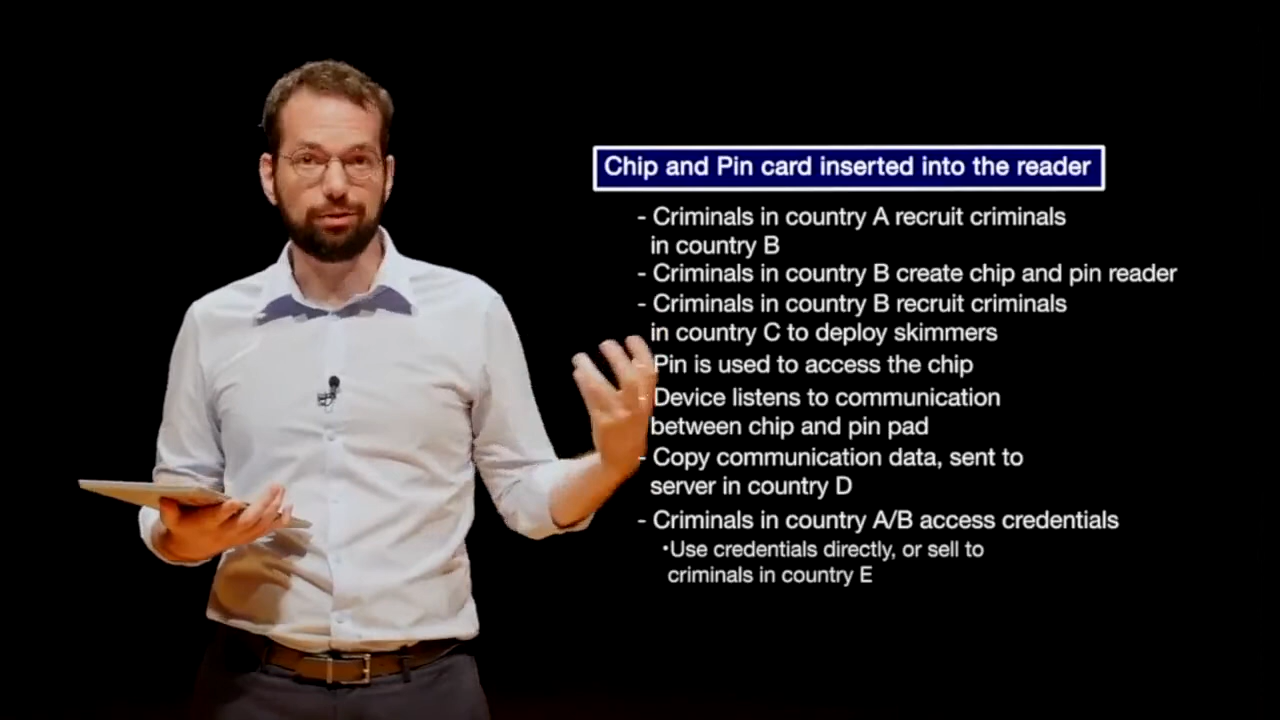 Chip and Pin card inserted into the reader
- Criminals in country A recruit criminals
in country B
- Criminals in country B create chip and pin reader
- Criminals in country B recruit criminals
in country C to deploy skimmers
- Pin is used to access the chip
- Device listens to communication
between chip and pin pad
- Copy communication data, sent to
server in country D
- Criminals in country A/B access credentials
•Use credentials directly, or sell to
criminals in country E